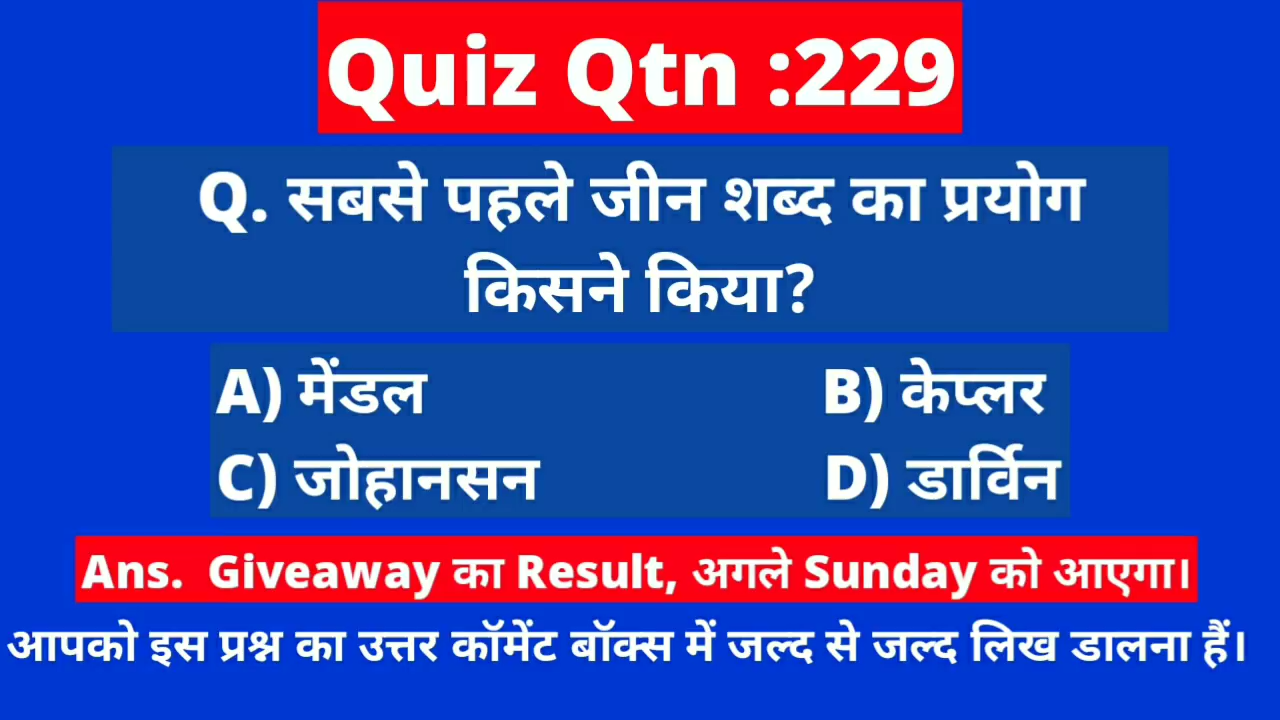 Quiz Qtn :229
Q. सबसे पहले जीन शब्द का प्रयोग
किसने किया?
A) मेंडल B) केप्लर
C) जोहानसन D) डार्विन
Ans. Giveaway का Result, अगले Sunday को आएगा।
आपको इस प्रश्न का उत्तर कॉमेंट बॉक्स में जल्द से जल्द लिख डालना हैं।